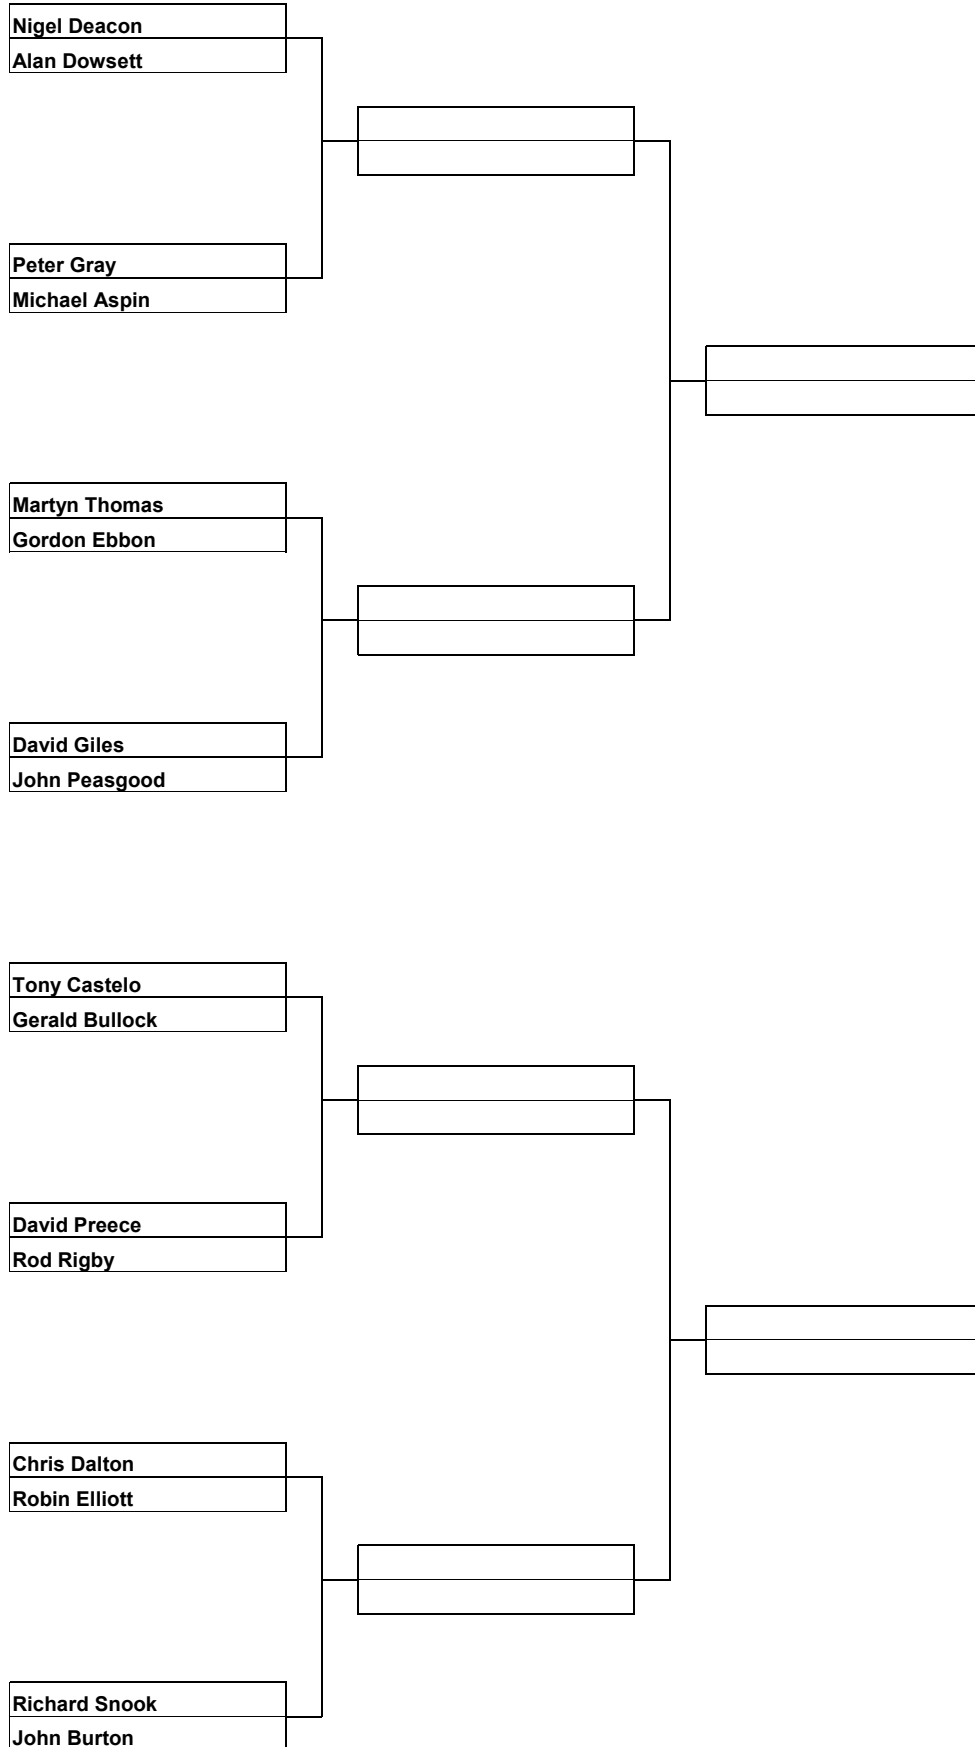 Nigel Deacon
Alan Dowsett
Peter Gray
Michael Aspin
Martyn Thomas
Gordon Ebbon
David Giles
John Peasgood
Tony Castelo
Gerald Bullock
David Preece
Rod Rigby
Chris Dalton
Robin Elliott
Richard Snook
John Burton